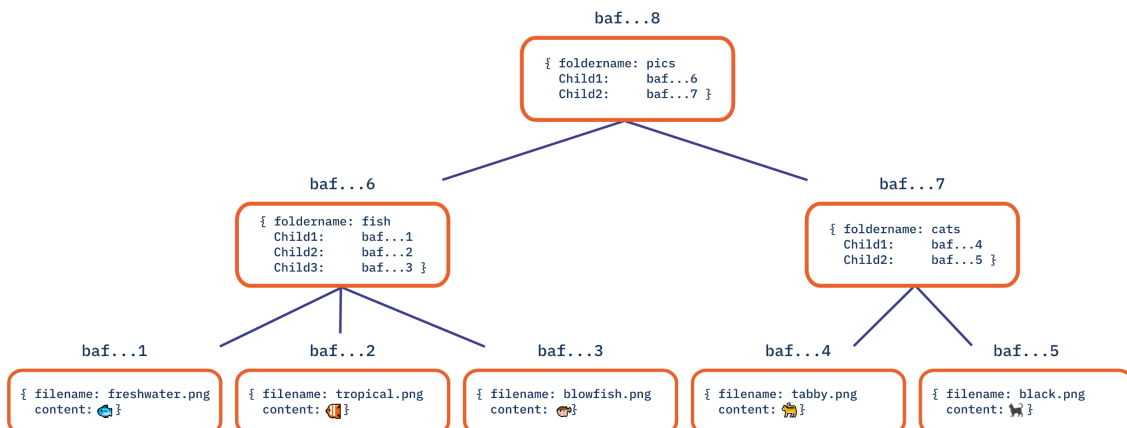 baf...8
{ foldername: pics
Child1: baf...6
Child2: baf...7 }
baf...6
{ foldername: fish
Child1: baf...1
Child2: baf...2
Child3: baf...3 }
baf...7
{ foldername: cats
Child1: baf...4
Child2: baf...5 }
baf...1
{ filename: freshwater.png
content: }
baf...2
{ filename: tropical.png
content: }
baf...3
{ filename: blowfish.png
content: }
baf...4
{ filename: tabby.png
content: }
baf...5
{ filename: black.png
content: }